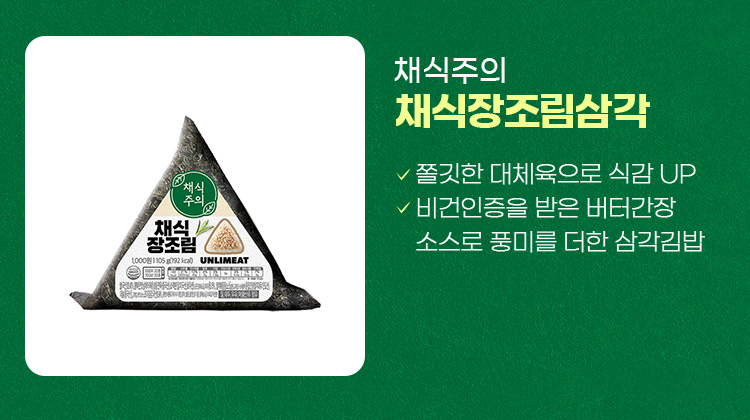 채식주의
채식장조림삼각
쫄깃한 대체육으로 식감 UP
비건인증을 받은 버터간장
소스로 풍미를 더한 삼각김밥
채식
주의
채식
장조림
1,000원 | 105 g(192 kcal)
UNLIMEAT